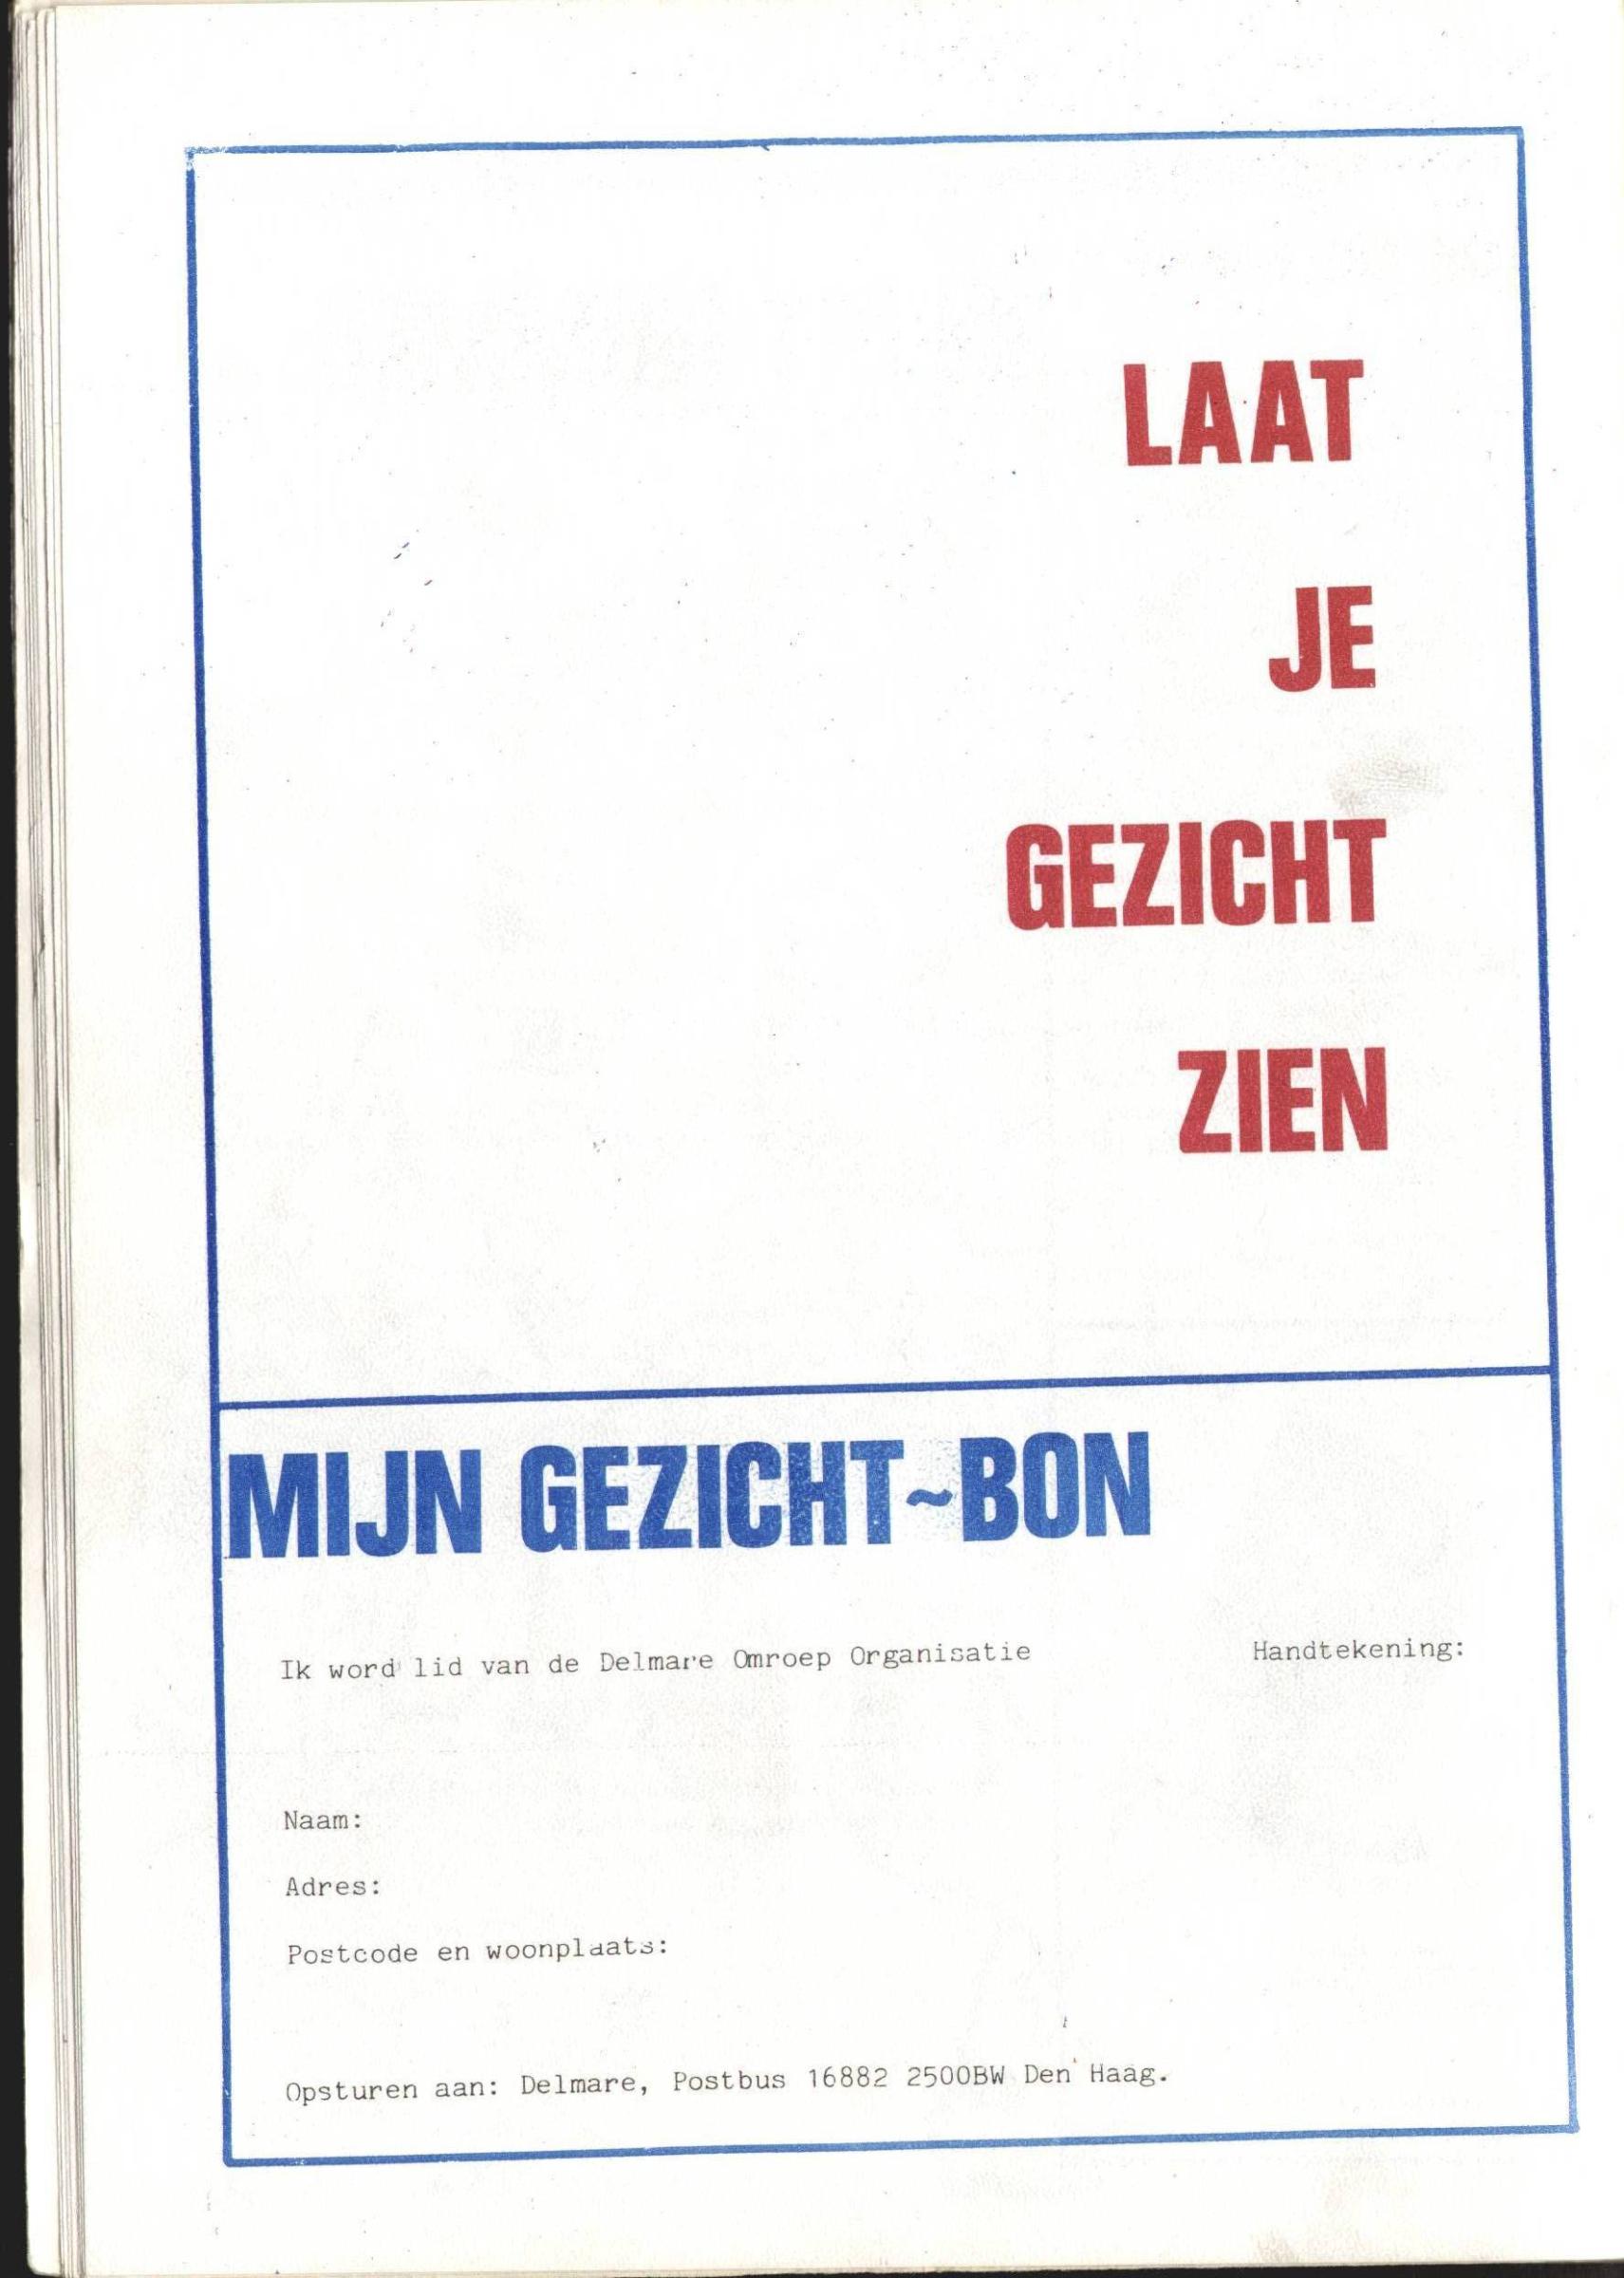 LAAT
JE
GEZICHT
ZIEN
MIJN GEZICHT~BON
Ik word lid van de Delmare Omroep Organisatie
Handtekening:
Naam:
Adres:
Postcode en woonplaats:
Opsturen aan: Delmare, Postbus 16882 2500BW Den Haag.